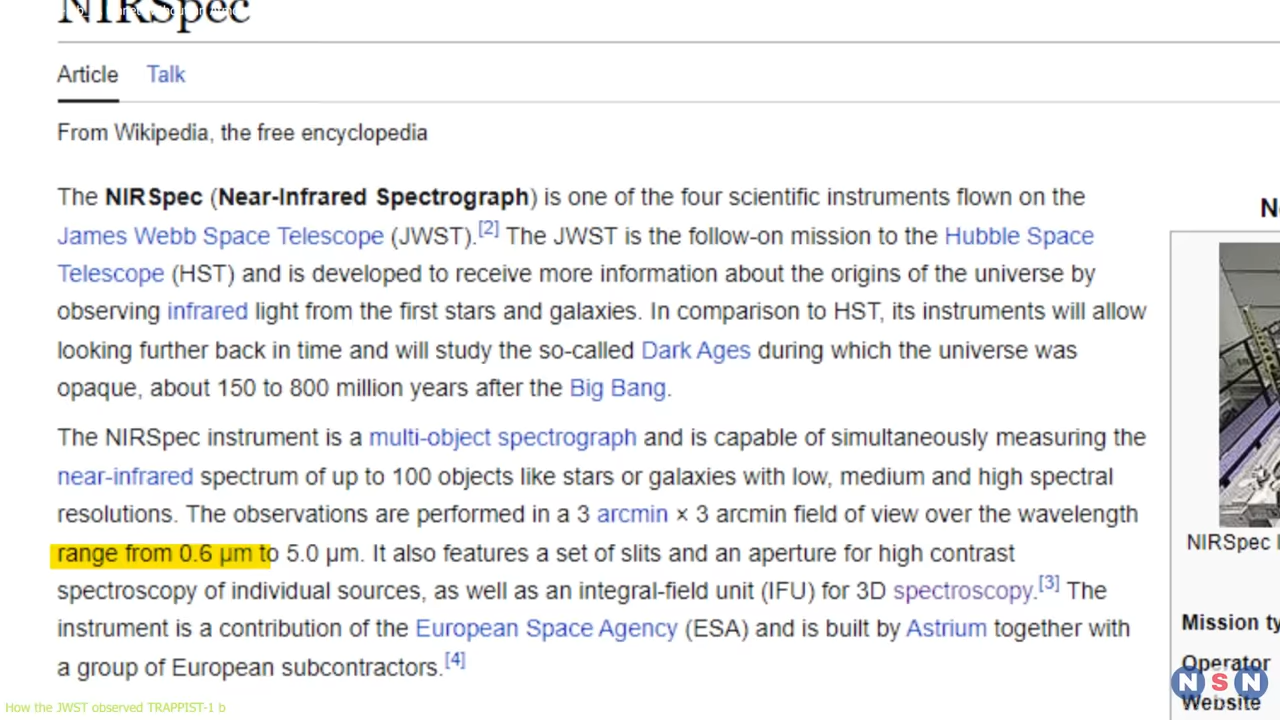 NIRSpec
Article Talk
From Wikipedia, the free encyclopedia
The NIRSpec (Near-Infrared Spectrograph) is one of the four scientific instruments flown on the
James Webb Space Telescope (JWST).[2] The JWST is the follow-on mission to the Hubble Space
Telescope (HST) and is developed to receive more information about the origins of the universe by
observing infrared light from the first stars and galaxies. In comparison to HST, its instruments will allow
looking further back in time and will study the so-called Dark Ages during which the universe was
opaque, about 150 to 800 million years after the Big Bang.
The NIRSpec instrument is a multi-object spectrograph and is capable of simultaneously measuring the
near-infrared spectrum of up to 100 objects like stars or galaxies with low, medium and high spectral
resolutions. The observations are performed in a 3 arcmin × 3 arcmin field of view over the wavelength
range from 0.6 µm to 5.0 µm. It also features a set of slits and an aperture for high contrast
spectroscopy of individual sources, as well as an integral-field unit (IFU) for 3D spectroscopy.[3] The
instrument is a contribution of the European Space Agency (ESA) and is built by Astrium together with
a group of European subcontractors.[4]
N
NIRSpec
Mission ty
Operator
Website
NSN
How the JWST observed TRAPPIST-1 b